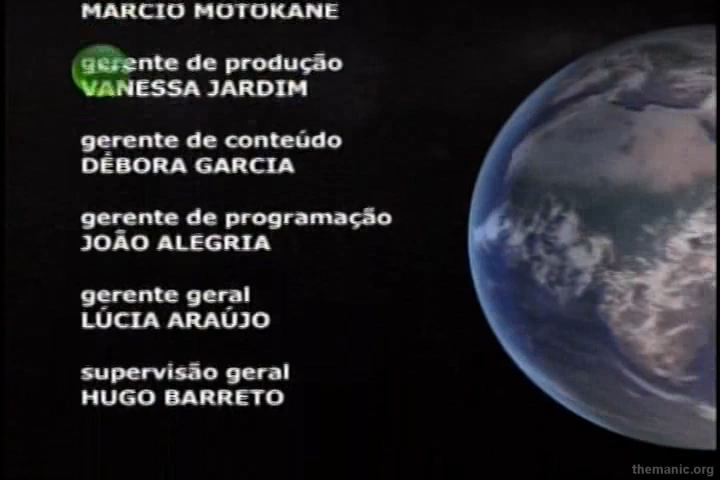 MARCIO MOTOKANE
gerente de produção
VANESSA JARDIM
gerente de conteúdo
DÉBORA GARCIA
gerente de programação
JOÃO ALEGRIA
gerente geral
LÚCIA ARAÚJO
supervisão geral
HUGO BARRETO
themanic.org